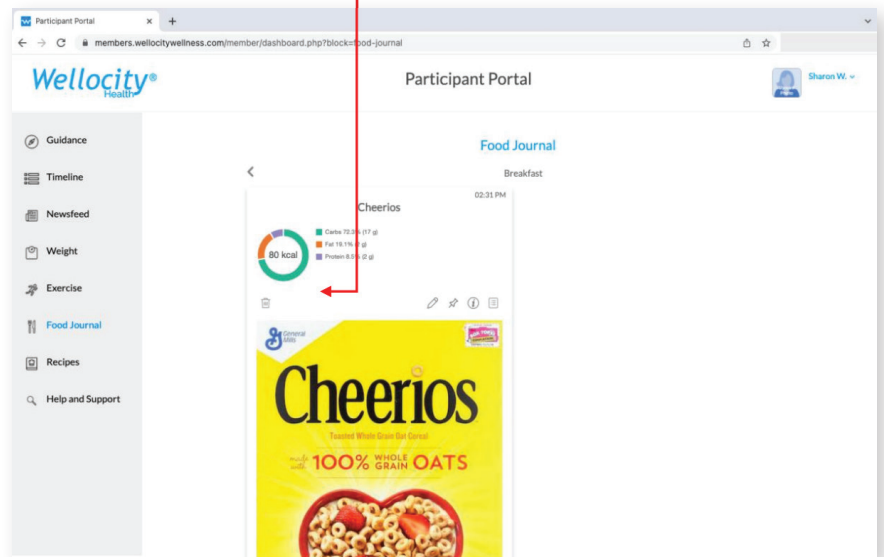 Participant Portal
members.wellocitywellness.com/member/dashboard.php?block=food-journal
Wellocity®
Health
Participant Portal
Sharon W.
Guidance
Timeline
Newsfeed
Weight
Exercise
Food Journal
Recipes
Help and Support
Food Journal
Breakfast
02:31 PM
Cheerios
80 kcal
Carbs 72.3% (17 g)
Fat 19.1% g)
Protein 8.5% (2 g)
General
Mills
Cheerios
Toasted Whole Grain Oat Cereal
made with 100% WHOLE GRAIN OATS